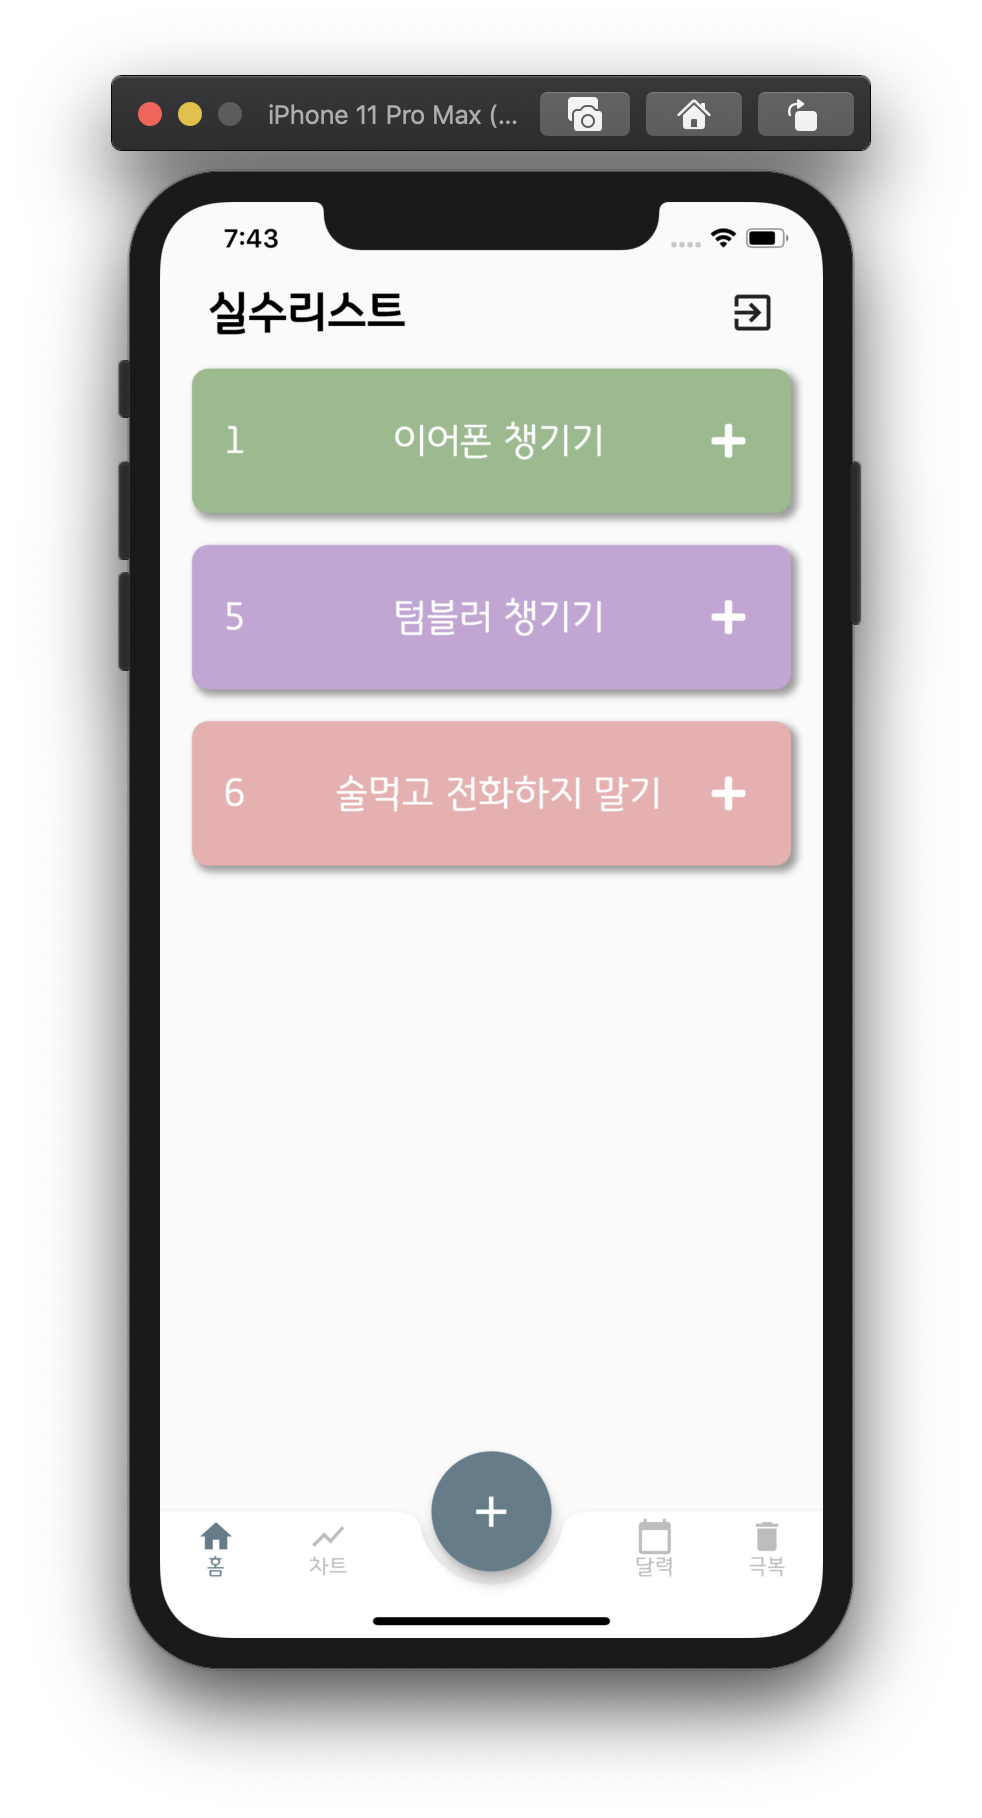 iPhone 11 Pro Max (...
7:43
실수리스트
1 이어폰 챙기기 +
5 텀블러 챙기기 +
6 술먹고 전화하지 말기 +
+
홈 차트 달력 극복